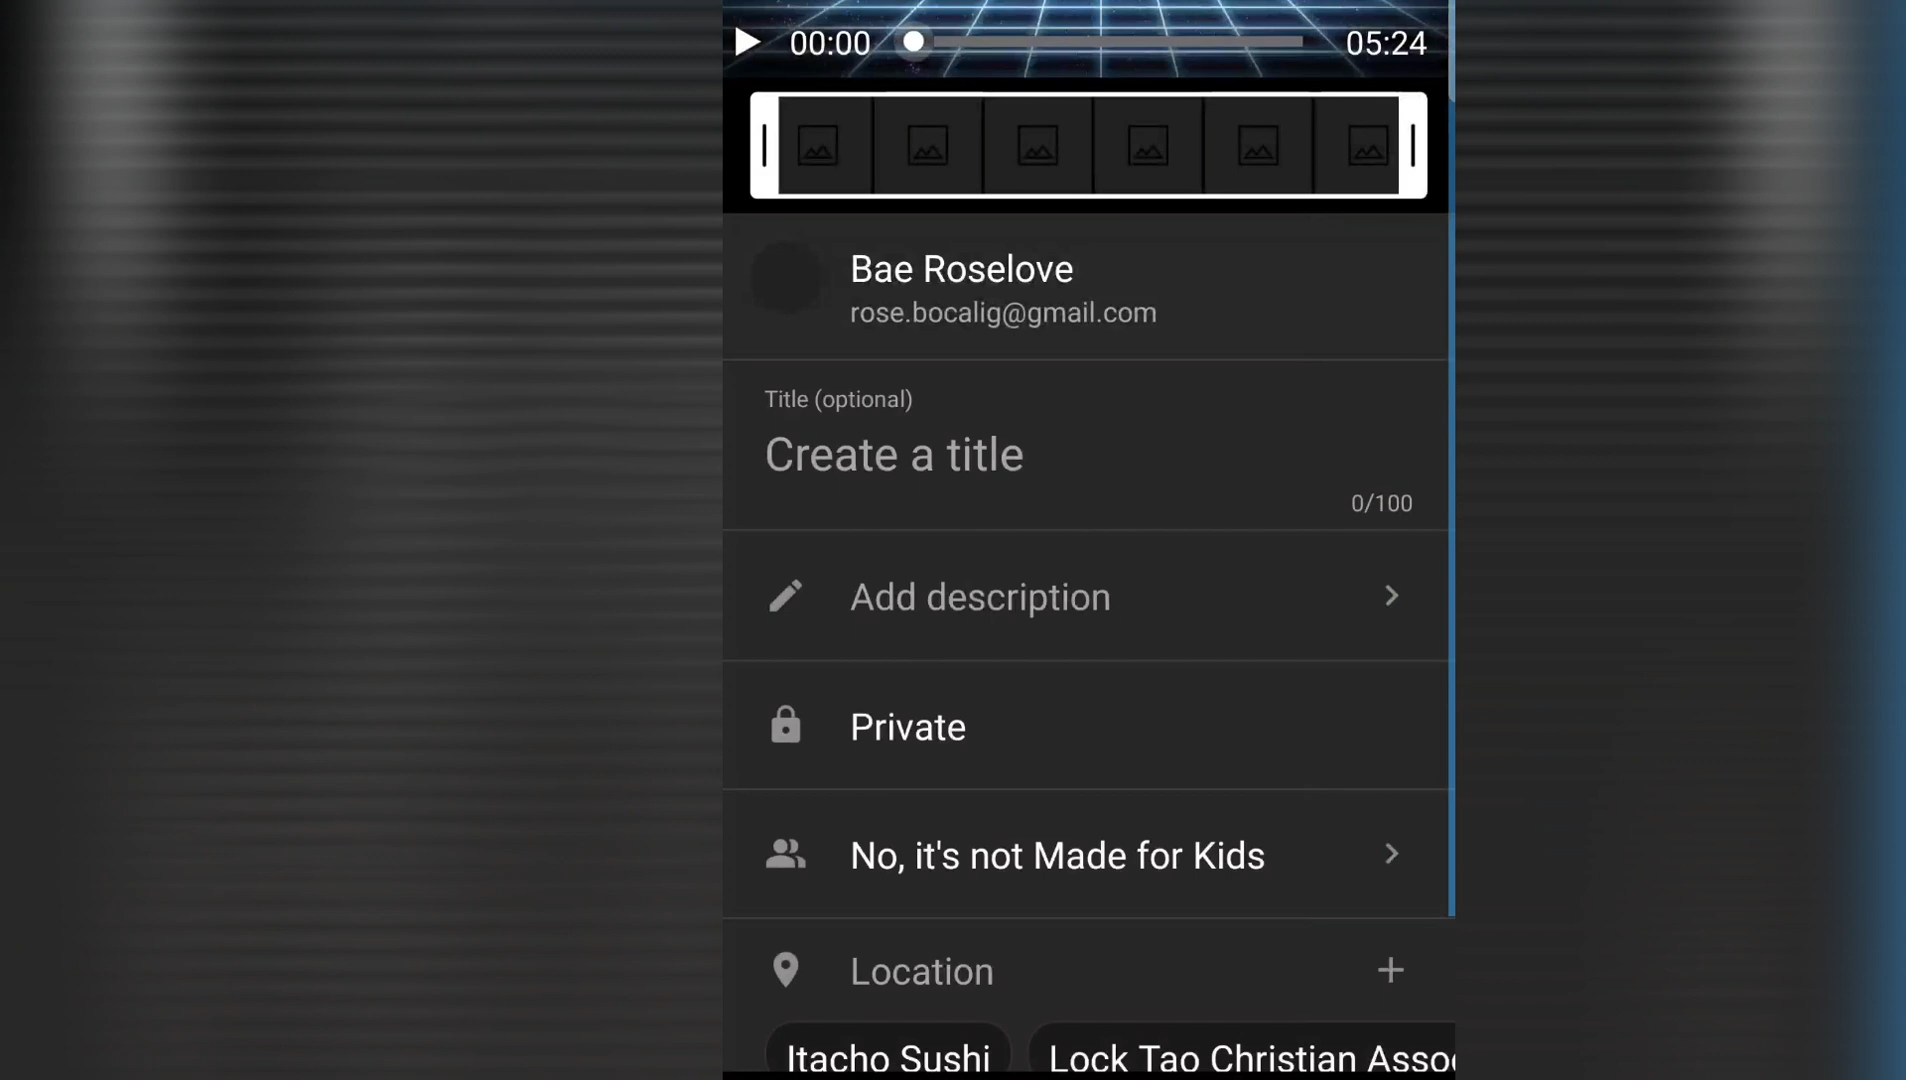 00:00 05:24
Bae Roselove
rose.bocalig@gmail.com
Title (optional)
Create a title
0/100
Add description
Private
No, it's not Made for Kids
Location
Itacho Sushi Lock Tao Christian